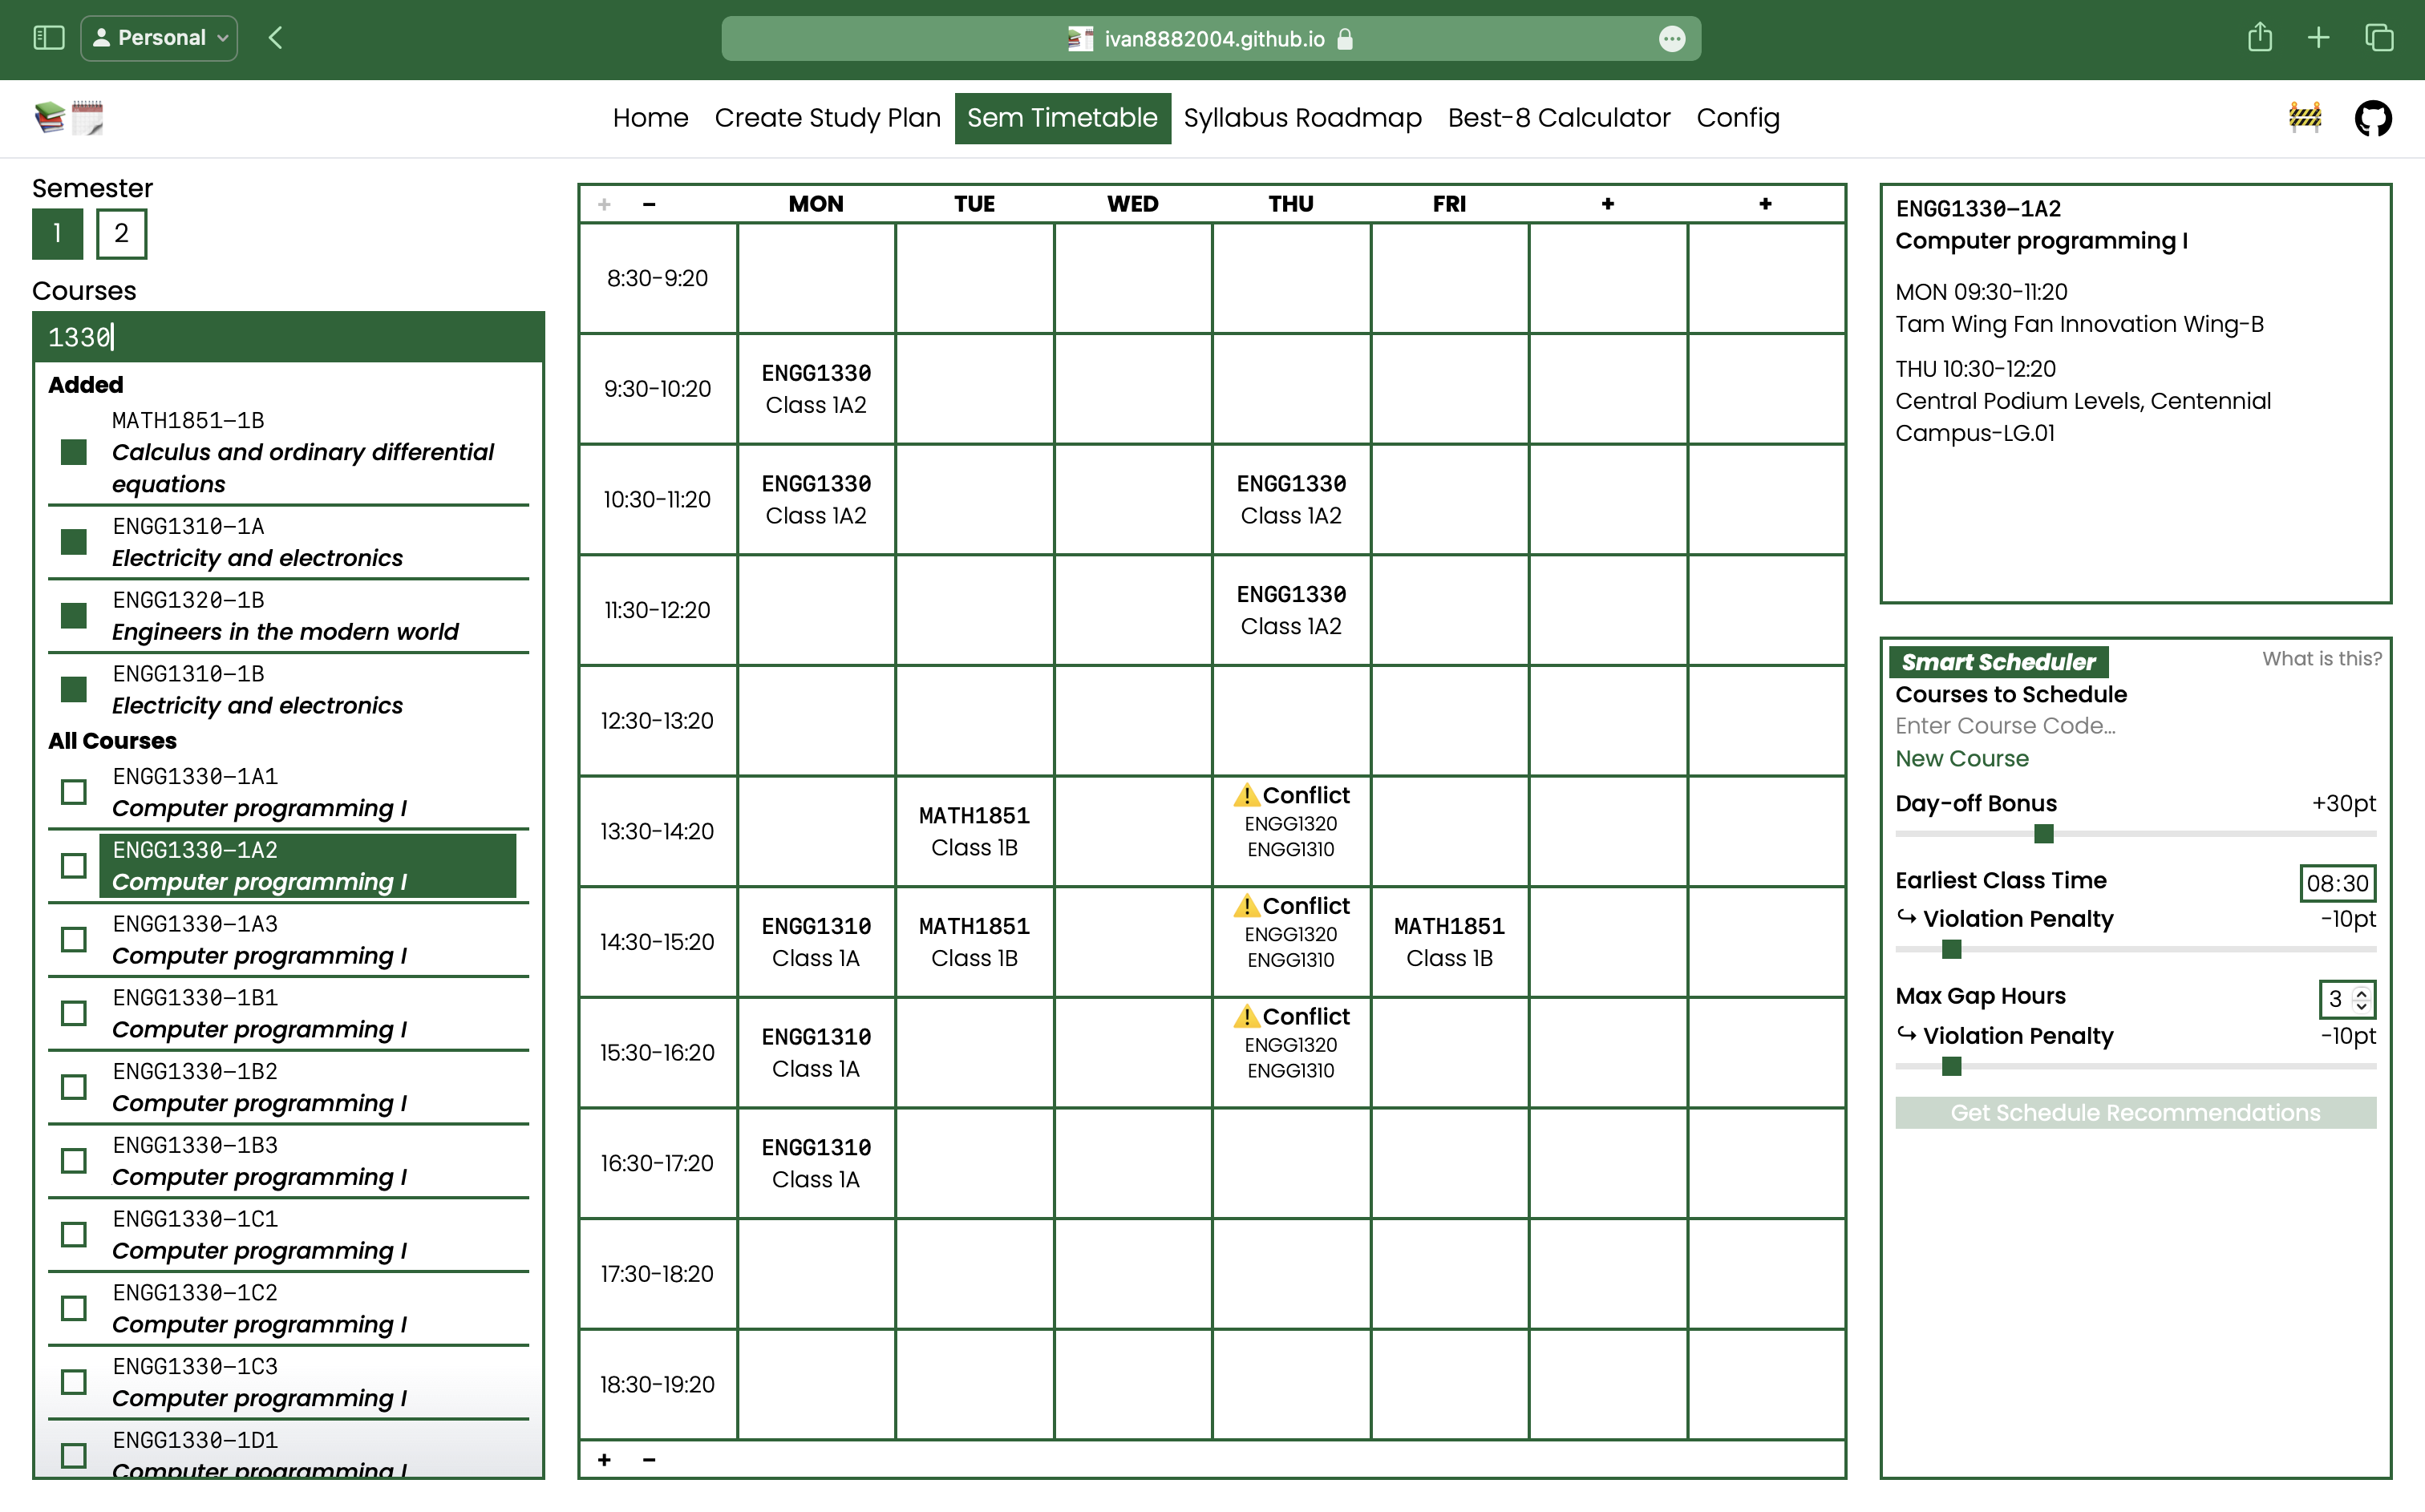 Personal
ivan8882004.github.io
Home Create Study Plan Sem Timetable Syllabus Roadmap Best-8 Calculator Config
Semester
1 2
Courses
1330
Added
MATH1851-1B
Calculus and ordinary differential
equations
ENGG1310-1A
Electricity and electronics
ENGG1320-1B
Engineers in the modern world
ENGG1310-1B
Electricity and electronics
All Courses
ENGG1330-1A1
Computer programming I
ENGG1330-1A2
Computer programming I
ENGG1330-1A3
Computer programming I
ENGG1330-1B1
Computer programming I
ENGG1330-1B2
Computer programming I
ENGG1330-1B3
Computer programming I
ENGG1330-1C1
Computer programming I
ENGG1330-1C2
Computer programming I
ENGG1330-1C3
Computer programming I
ENGG1330-1D1
Computer programming I
+ - MON TUE WED THU FRI + +
8:30-9:20
9:30-10:20
ENGG1330
Class 1A2
10:30-11:20
ENGG1330
Class 1A2
ENGG1330
Class 1A2
11:30-12:20
ENGG1330
Class 1A2
12:30-13:20
13:30-14:20
MATH1851
Class 1B
⚠️Conflict
ENGG1320
ENGG1310
14:30-15:20
ENGG1310
Class 1A
MATH1851
Class 1B
⚠️Conflict
ENGG1320
ENGG1310
MATH1851
Class 1B
15:30-16:20
ENGG1310
Class 1A
⚠️Conflict
ENGG1320
ENGG1310
16:30-17:20
ENGG1310
Class 1A
17:30-18:20
18:30-19:20
+ -
ENGG1330-1A2
Computer programming I
MON 09:30-11:20
Tam Wing Fan Innovation Wing-B
THU 10:30-12:20
Central Podium Levels, Centennial
Campus-LG.01
Smart Scheduler What is this?
Courses to Schedule
Enter Course Code...
New Course
Day-off Bonus +30pt
Earliest Class Time 08:30
↪ Violation Penalty -10pt
Max Gap Hours 3
↪ Violation Penalty -10pt
Get Schedule Recommendations